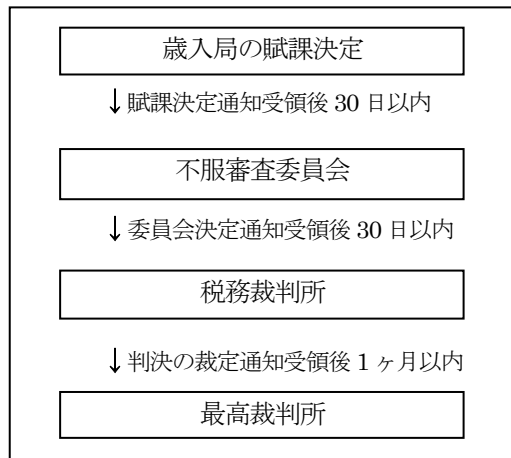 歳入局の賦課決定
↓賦課決定通知受領後 30 日以内
不服審査委員会
↓委員会決定通知受領後 30 日以内
税務裁判所
↓判決の裁定通知受領後 1 ヶ月以内
最高裁判所